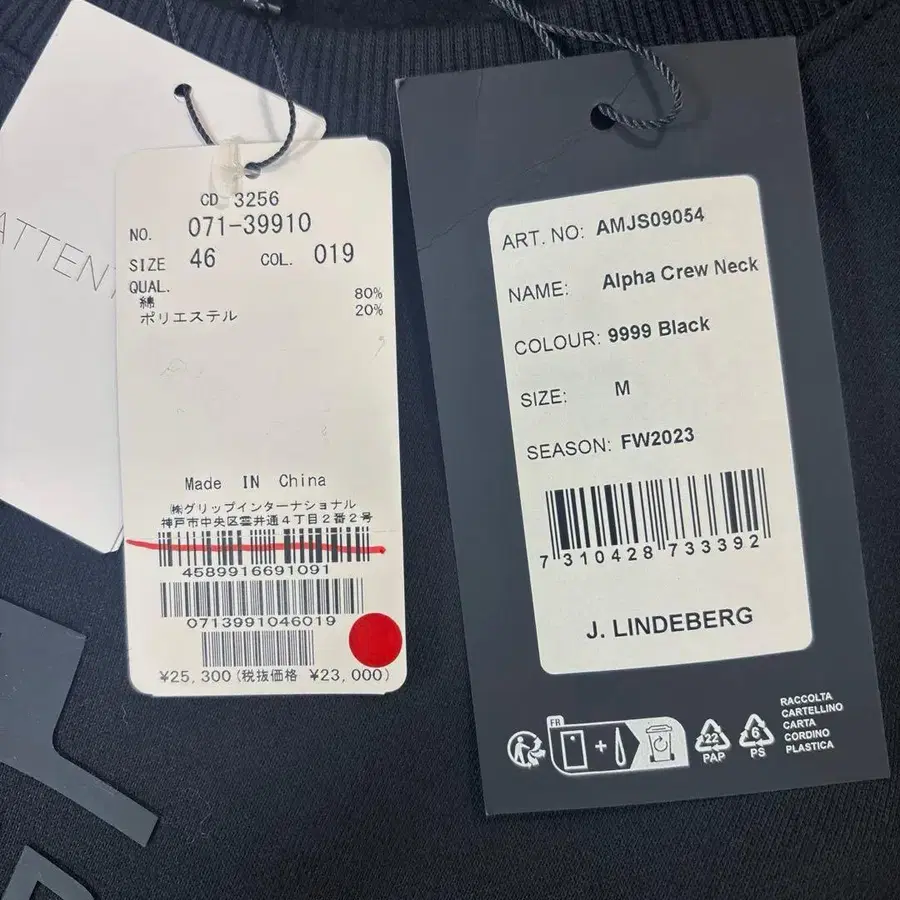 ATTENT
CD 3256
NO. 071-39910
SIZE 46 COL. 019
QUAL.
綿 80%
ポリエステル 20%
Made IN China
㈱グリップインターナショナル
神戸市中央区雲井通4丁目2番2号
4589916691091
0713991046019
¥25,300(税抜価格 ¥23,000)
ART. NO: AMJS09054
NAME: Alpha Crew Neck
COLOUR: 9999 Black
SIZE: M
SEASON: FW2023
7 310428 733392
J. LINDEBERG
FR
+
22
PAP
6
PS
RACCOLTA
CARTELLINO
CARTA
CORDINO
PLASTICA